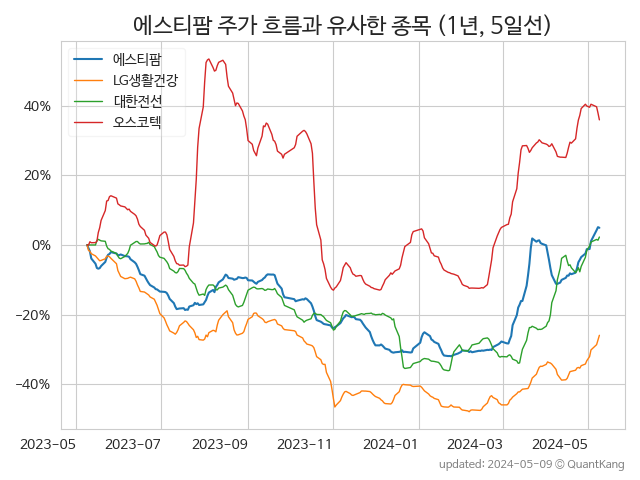 에스티팜 주가 흐름과 유사한 종목 (1년, 5일선)
에스티팜
LG생활건강
대한전선
오스코텍
40%
20%
0%
−20%
−40%
2023-05 2023-07 2023-09 2023-11 2024-01 2024-03 2024-05
updated: 2024-05-09 © QuantKang